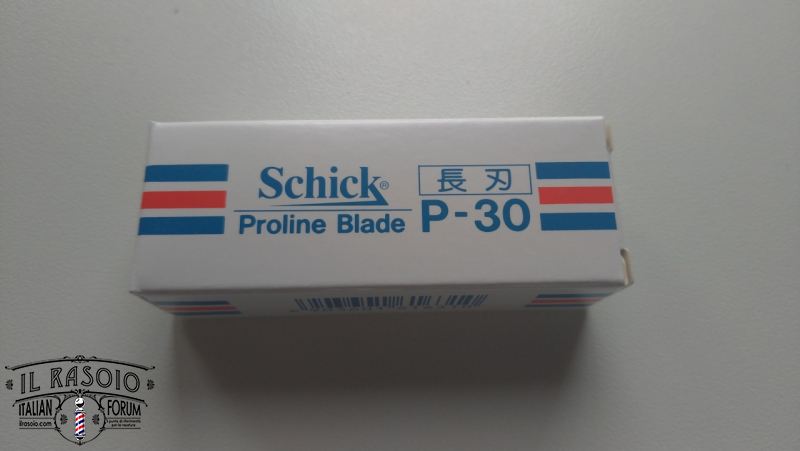 Schick®
長刃
Proline Blade
P-30
IL RASOIO
ITALIAN FORUM
ilrasoio.com